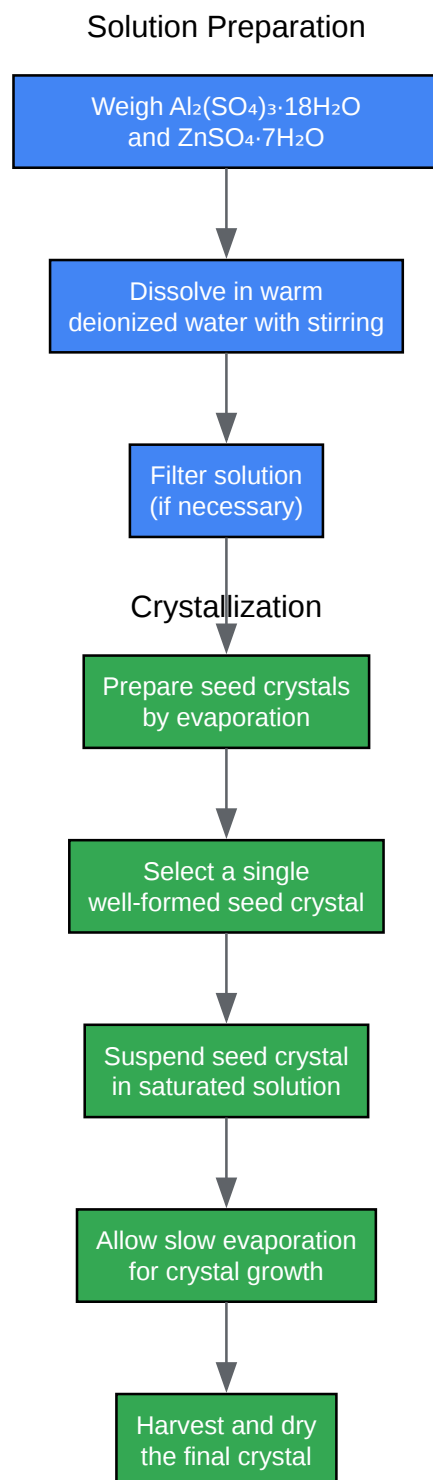 Solution Preparation
Weigh Al₂(SO₄)₃·18H₂O
and ZnSO₄·7H₂O
Dissolve in warm
deionized water with stirring
Filter solution
(if necessary)
Crystallization
Prepare seed crystals
by evaporation
Select a single
well-formed seed crystal
Suspend seed crystal
in saturated solution
Allow slow evaporation
for crystal growth
Harvest and dry
the final crystal